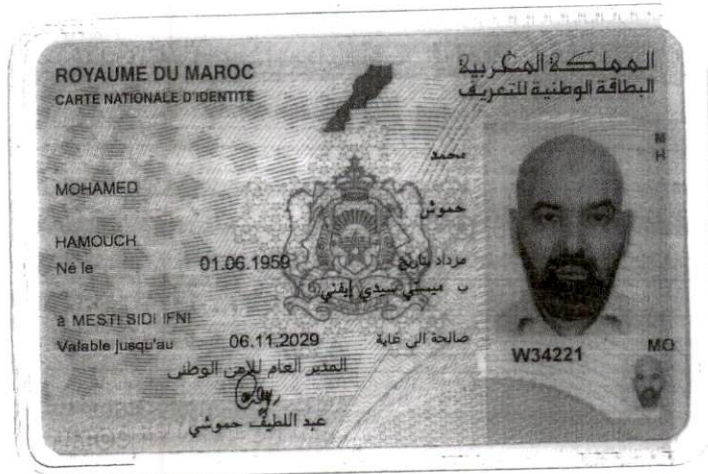 ROYAUME DU MAROC
المملكة المغربية
CARTE NATIONALE D'IDENTITE
البطاقة الوطنية للتعريف
محمد
MOHAMED
حموش
HAMOUCH
Né le 01.06.1959 مزداد بتاريخ
ب ميستي سيدي إيفني
à MESTI SIDI IFNI
Valable jusqu'au 06.11.2029 صالحة الى غاية
المدير العام للأمن الوطني
عبد اللطيف حموشي
W34221
M
H
MO